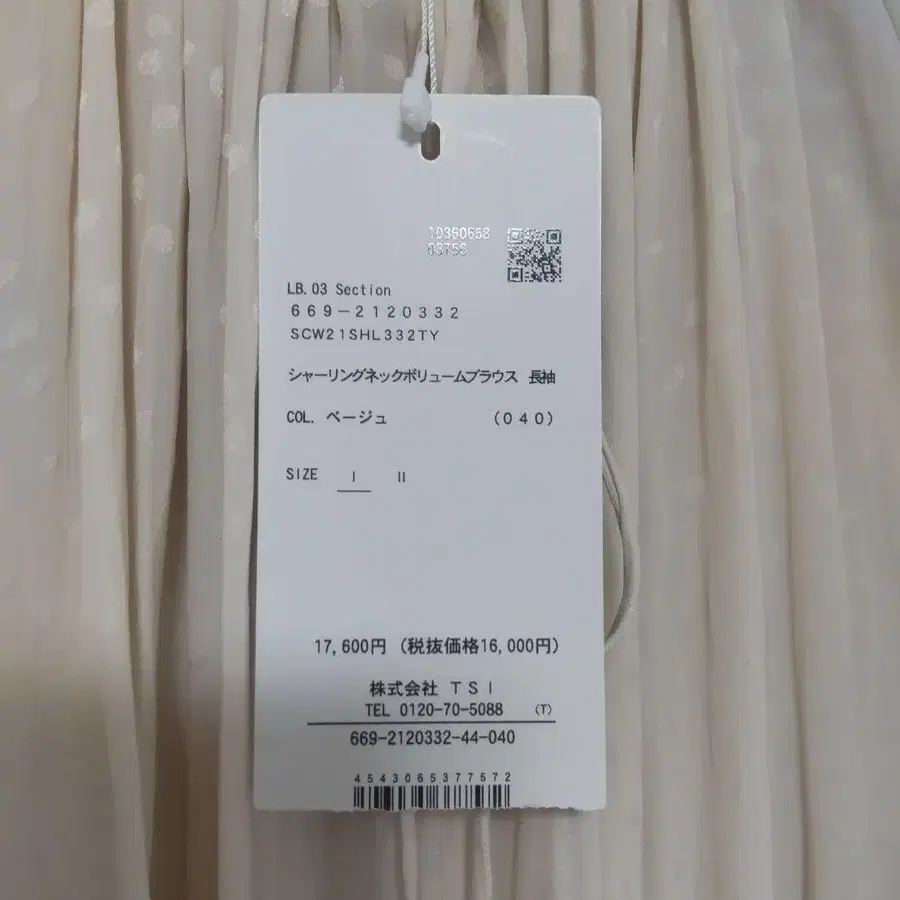 10360658
03756
LB.03 Section
669-2120332
SCW21SHL332TY
シャーリングネックボリュームブラウス 長袖
COL. ベージュ (040)
SIZE I II
17,600円 (税抜価格16,000円)
株式会社 TSI
TEL 0120-70-5088 (T)
669-2120332-44-040
4543065377572